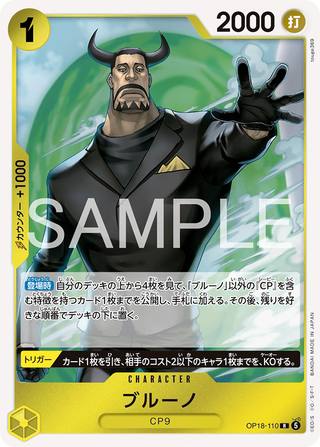 1
2000
打
カウンター +1000
SAMPLE
登場時 自分のデッキの上から4枚を見て、『ブルーノ』以外の『CP』を含
む特徴を持つカード1枚までを公開し、手札に加える。その後、残りを好
きな順番でデッキの下に置く。
トリガー カード1枚を引き、相手のコスト2以下のキャラ1枚までを、KOする。
CHARACTER
ブルーノ
CP9
OP18-110 R 5
BANDAI MADE IN JAPAN